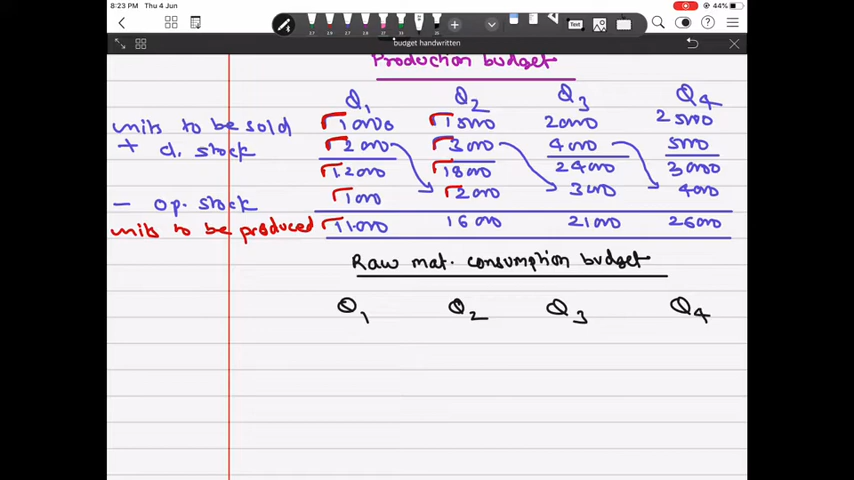 8:23 PM Thu 4 Jun 44%
Text
budget handwritten
Production budget
Q1 Q2 Q3 Q4
units to be sold 10000 15000 20000 25000
+ cl. stock 2000 3000 4000 5000
12000 18000 24000 30000
- op. stock 1000 2000 3000 4000
units to be produced 11000 16000 21000 26000
Raw mat. consumption budget
Q1 Q2 Q3 Q4